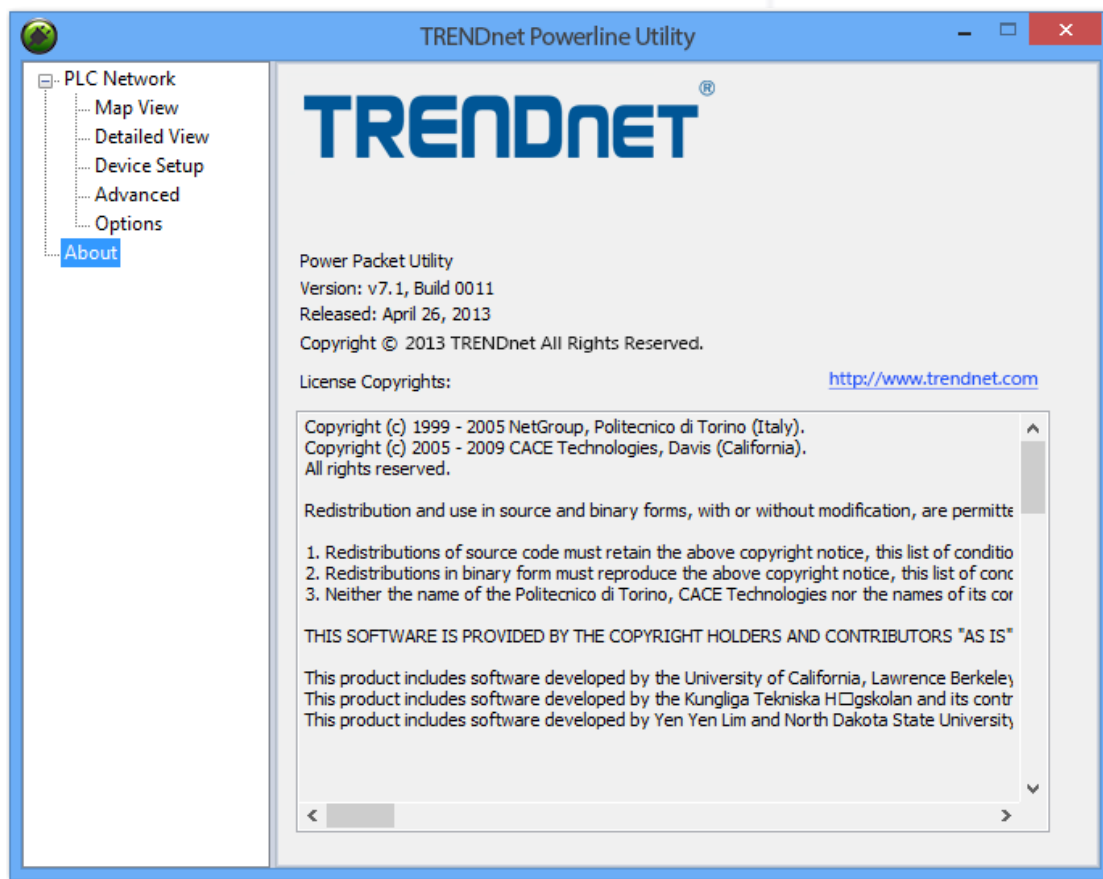 TRENDnet Powerline Utility
PLC Network
Map View
Detailed View
Device Setup
Advanced
Options
About
TRENDNET®
Power Packet Utility
Version: v7.1, Build 0011
Released: April 26, 2013
Copyright © 2013 TRENDnet All Rights Reserved.
License Copyrights:
http://www.trendnet.com
Copyright (c) 1999 - 2005 NetGroup, Politecnico di Torino (Italy).
Copyright (c) 2005 - 2009 CACE Technologies, Davis (California).
All rights reserved.
Redistribution and use in source and binary forms, with or without modification, are permitte
1. Redistributions of source code must retain the above copyright notice, this list of conditio
2. Redistributions in binary form must reproduce the above copyright notice, this list of conc
3. Neither the name of the Politecnico di Torino, CACE Technologies nor the names of its cor
THIS SOFTWARE IS PROVIDED BY THE COPYRIGHT HOLDERS AND CONTRIBUTORS "AS IS"
This product includes software developed by the University of California, Lawrence Berkeley
This product includes software developed by the Kungliga Tekniska H□gskolan and its contr
This product includes software developed by Yen Yen Lim and North Dakota State University